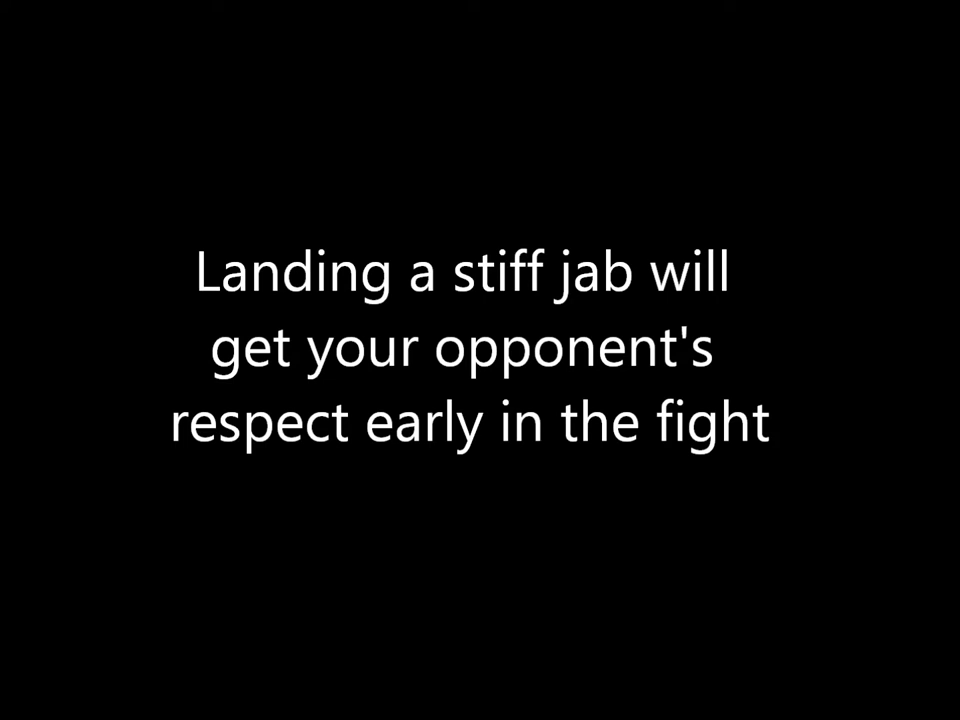 Landing a stiff jab will
get your opponent's
respect early in the fight